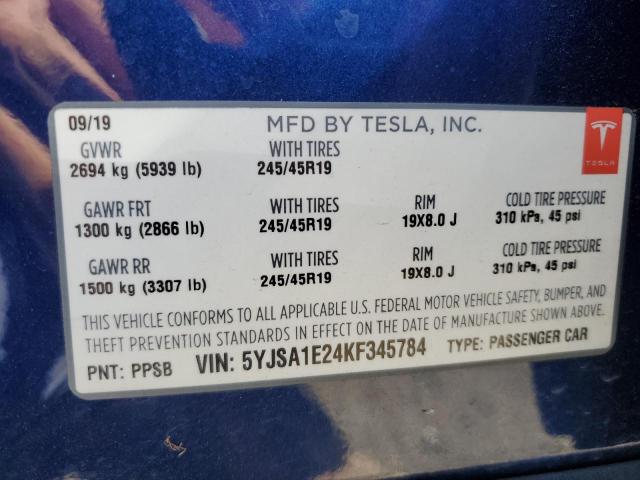 09/19 MFD BY TESLA, INC.
GVWR WITH TIRES
2694 kg (5939 lb) 245/45R19
TESLA
GAWR FRT WITH TIRES RIM COLD TIRE PRESSURE
1300 kg (2866 lb) 245/45R19 19X8.0 J 310 kPa, 45 psi
GAWR RR WITH TIRES RIM COLD TIRE PRESSURE
1500 kg (3307 lb) 245/45R19 19X8.0 J 310 kPa, 45 psi
THIS VEHICLE CONFORMS TO ALL APPLICABLE U.S. FEDERAL MOTOR VEHICLE SAFETY, BUMPER, AND
THEFT PREVENTION STANDARDS IN EFFECT ON THE DATE OF MANUFACTURE SHOWN ABOVE.
PNT: PPSB VIN: 5YJSA1E24KF345784 TYPE: PASSENGER CAR